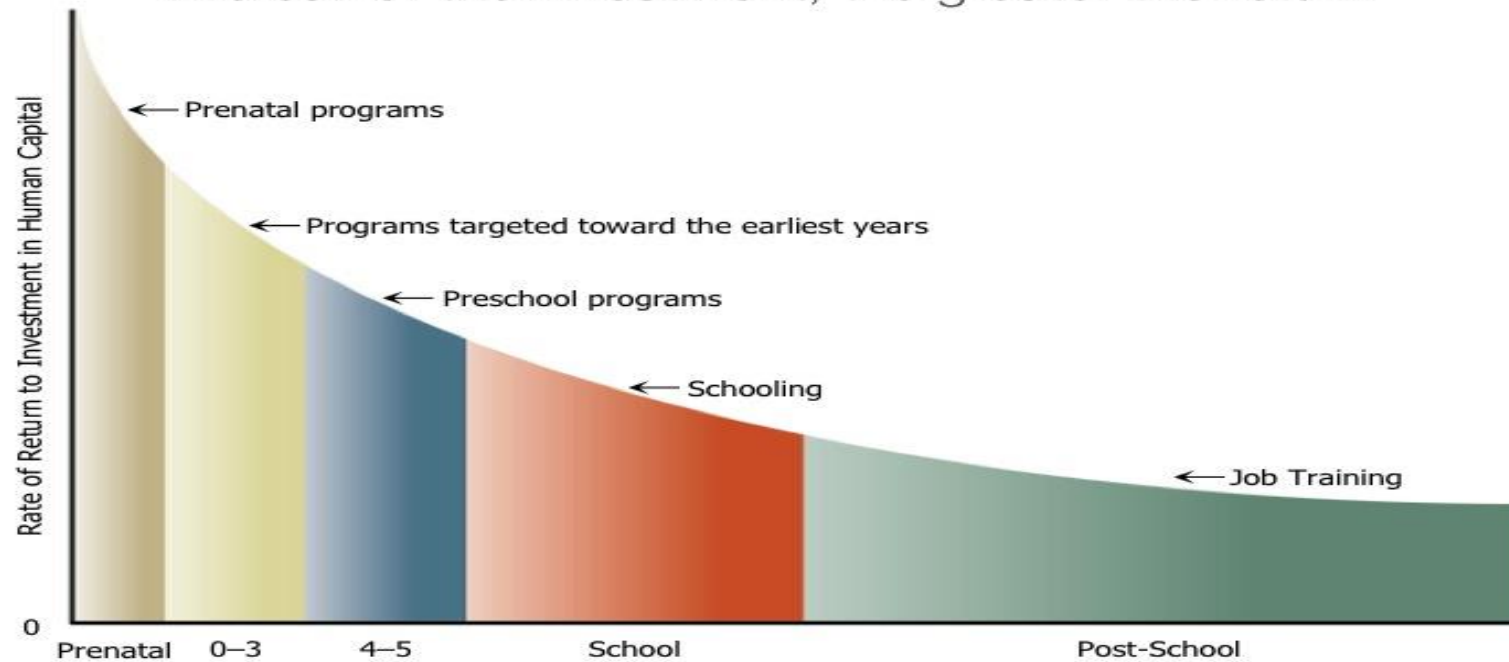 Prenatal programs
Programs targeted toward the earliest years
Preschool programs
Schooling
Job Training
Rate of Return to Investment in Human Capital
0
Prenatal 0–3 4–5 School Post-School